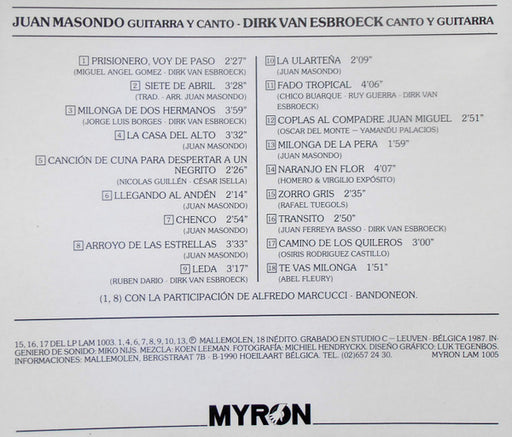 JUAN MASONDO GUITARRA Y CANTO - DIRK VAN ESBROECK CANTO Y GUITARRA
1 PRISIONERO, VOY DE PASO 2'27"
(MIGUEL ANGEL GOMEZ - DIRK VAN ESBROECK)
2 SIETE DE ABRIL 3'28"
(TRAD. - ARR. JUAN MASONDO)
3 MILONGA DE DOS HERMANOS 3'59"
(JORGE LUIS BORGES - DIRK VAN ESBROECK)
4 LA CASA DEL ALTO 3'32"
(JUAN MASONDO)
5 CANCIÓN DE CUNA PARA DESPERTAR A UN
NEGRITO 2'26"
(NICOLAS GUILLÉN - CÉSAR ISELLA)
6 LLEGANDO AL ANDÉN 2'14"
(JUAN MASONDO)
7 CHENCO 2'54"
(JUAN MASONDO)
8 ARROYO DE LAS ESTRELLAS 3'33"
(JUAN MASONDO)
9 LEDA 3'17"
(RUBEN DARIO - DIRK VAN ESBROECK)
10 LA ULARTEÑA 2'09"
(JUAN MASONDO)
11 FADO TROPICAL 4'06"
(CHICO BUARQUE - RUY GUERRA - DIRK VAN
ESBROECK)
12 COPLAS AL COMPADRE JUAN MIGUEL 2'51"
(OSCAR DEL MONTE – YAMANDU PALACIOS)
13 MILONGA DE LA PERA 1'59"
(JUAN MASONDO)
14 NARANJO EN FLOR 4'07"
(HOMERO & VIRGILIO EXPÓSITO)
15 ZORRO GRIS 2'35"
(RAFAEL TUEGOLS)
16 TRANSITO 2'50"
(JUAN FERREYA BASSO - DIRK VAN ESBROECK)
17 CAMINO DE LOS QUILEROS 3'00"
(OSIRIS RODRIGUEZ CASTILLO)
18 TE VAS MILONGA 1'51"
(ABEL FLEURY)
(1, 8) CON LA PARTICIPACIÓN DE ALFREDO MARCUCCI - BANDONEON.
15, 16, 17 DEL LP LAM 1003. 1, 4, 6, 7, 8, 9, 10, 13, ℗ MALLEMOLEN, 18 INÉDITO. GRABADO EN STUDIO C – LEUVEN - BÉLGICA 1987. IN-
GENIERO DE SONIDO: MIKO NIJS. MEZCLA: KOEN LEEMAN. FOTOGRAFÍA: MICHIEL HENDRYCKX. DISEÑO GRÁFICO; LUK TEGENBOS.
INFORMACIONES: MALLEMOLEN, BERGSTRAAT 7B - B-1990 HOEILAART BÉLGICA. TEL. (02)657 24 30. MYRON LAM 1005
MYRON